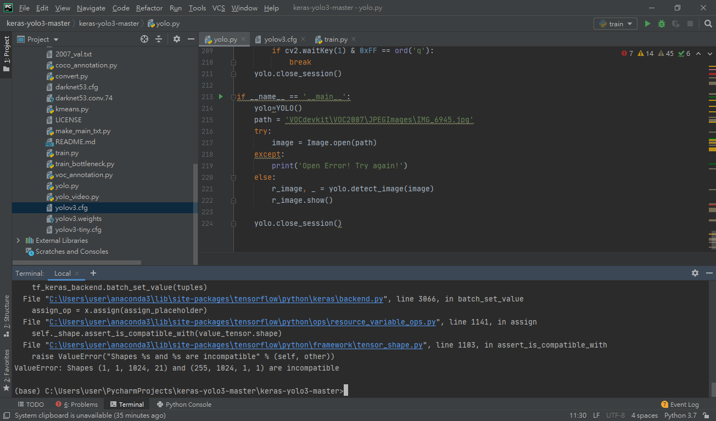 File Edit View Navigate Code Refactor Run Tools VCS Window Help keras-yolo3-master - yolo.py
keras-yolo3-master keras-yolo3-master yolo.py train
Project
yolo.py yolov3.cfg train.py
2007_val.txt
coco_annotation.py
convert.py
darknet53.cfg
darknet53.conv.74
kmeans.py
LICENSE
make_main_txt.py
README.md
train.py
train_bottleneck.py
voc_annotation.py
yolo.py
yolo_video.py
yolov3.cfg
yolov3.weights
yolov3-tiny.cfg
External Libraries
Scratches and Consoles
7 14 45 6
209 if cv2.waitKey(1) & 0xFF == ord('q'):
210 break
211 yolo.close_session()
212
213 if __name__ == '__main__':
214 yolo=YOLO()
215 path = 'VOCdevkit\VOC2007\JPEGImages\IMG_6945.jpg'
216 try:
217 image = Image.open(path)
218 except:
219 print('Open Error! Try again!')
220 else:
221 r_image, _ = yolo.detect_image(image)
222 r_image.show()
223
224 yolo.close_session()
1: Project
Z: Structure
2: Favorites
Terminal: Local +
tf_keras_backend.batch_set_value(tuples)
File "C:\Users\user\anaconda3\lib\site-packages\tensorflow\python\keras\backend.py", line 3066, in batch_set_value
assign_op = x.assign(assign_placeholder)
File "C:\Users\user\anaconda3\lib\site-packages\tensorflow\python\ops\resource_variable_ops.py", line 1141, in assign
self._shape.assert_is_compatible_with(value_tensor.shape)
File "C:\Users\user\anaconda3\lib\site-packages\tensorflow\python\framework\tensor_shape.py", line 1103, in assert_is_compatible_with
raise ValueError("Shapes %s and %s are incompatible" % (self, other))
ValueError: Shapes (1, 1, 1024, 21) and (255, 1024, 1, 1) are incompatible
(base) C:\Users\user\PycharmProjects\keras-yolo3-master\keras-yolo3-master>
TODO 6: Problems Terminal Python Console 7 Event Log
System clipboard is unavailable (35 minutes ago) 11:30 LF UTF-8 4 spaces Python 3.7